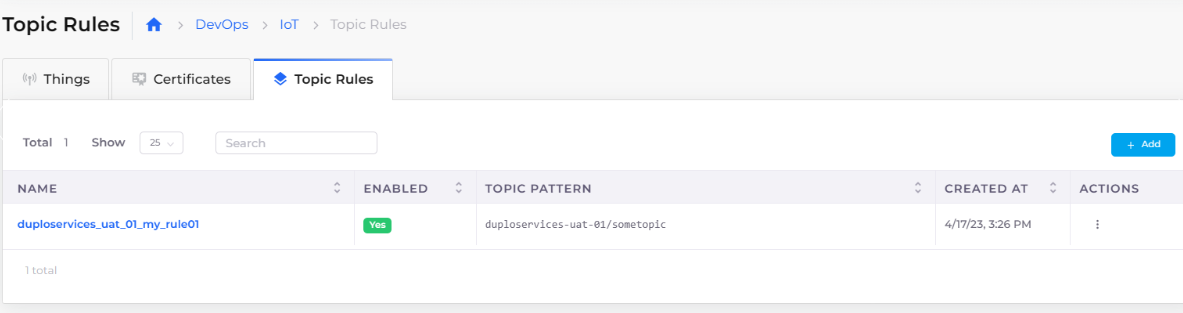 Topic Rules > DevOps > IoT > Topic Rules
Things Certificates Topic Rules
Total 1 Show 25 Search + Add
NAME ENABLED TOPIC PATTERN CREATED AT ACTIONS
duploservices_uat_01_my_rule01 Yes duploservices-uat-01/sometopic 4/17/23, 3:26 PM
1 total